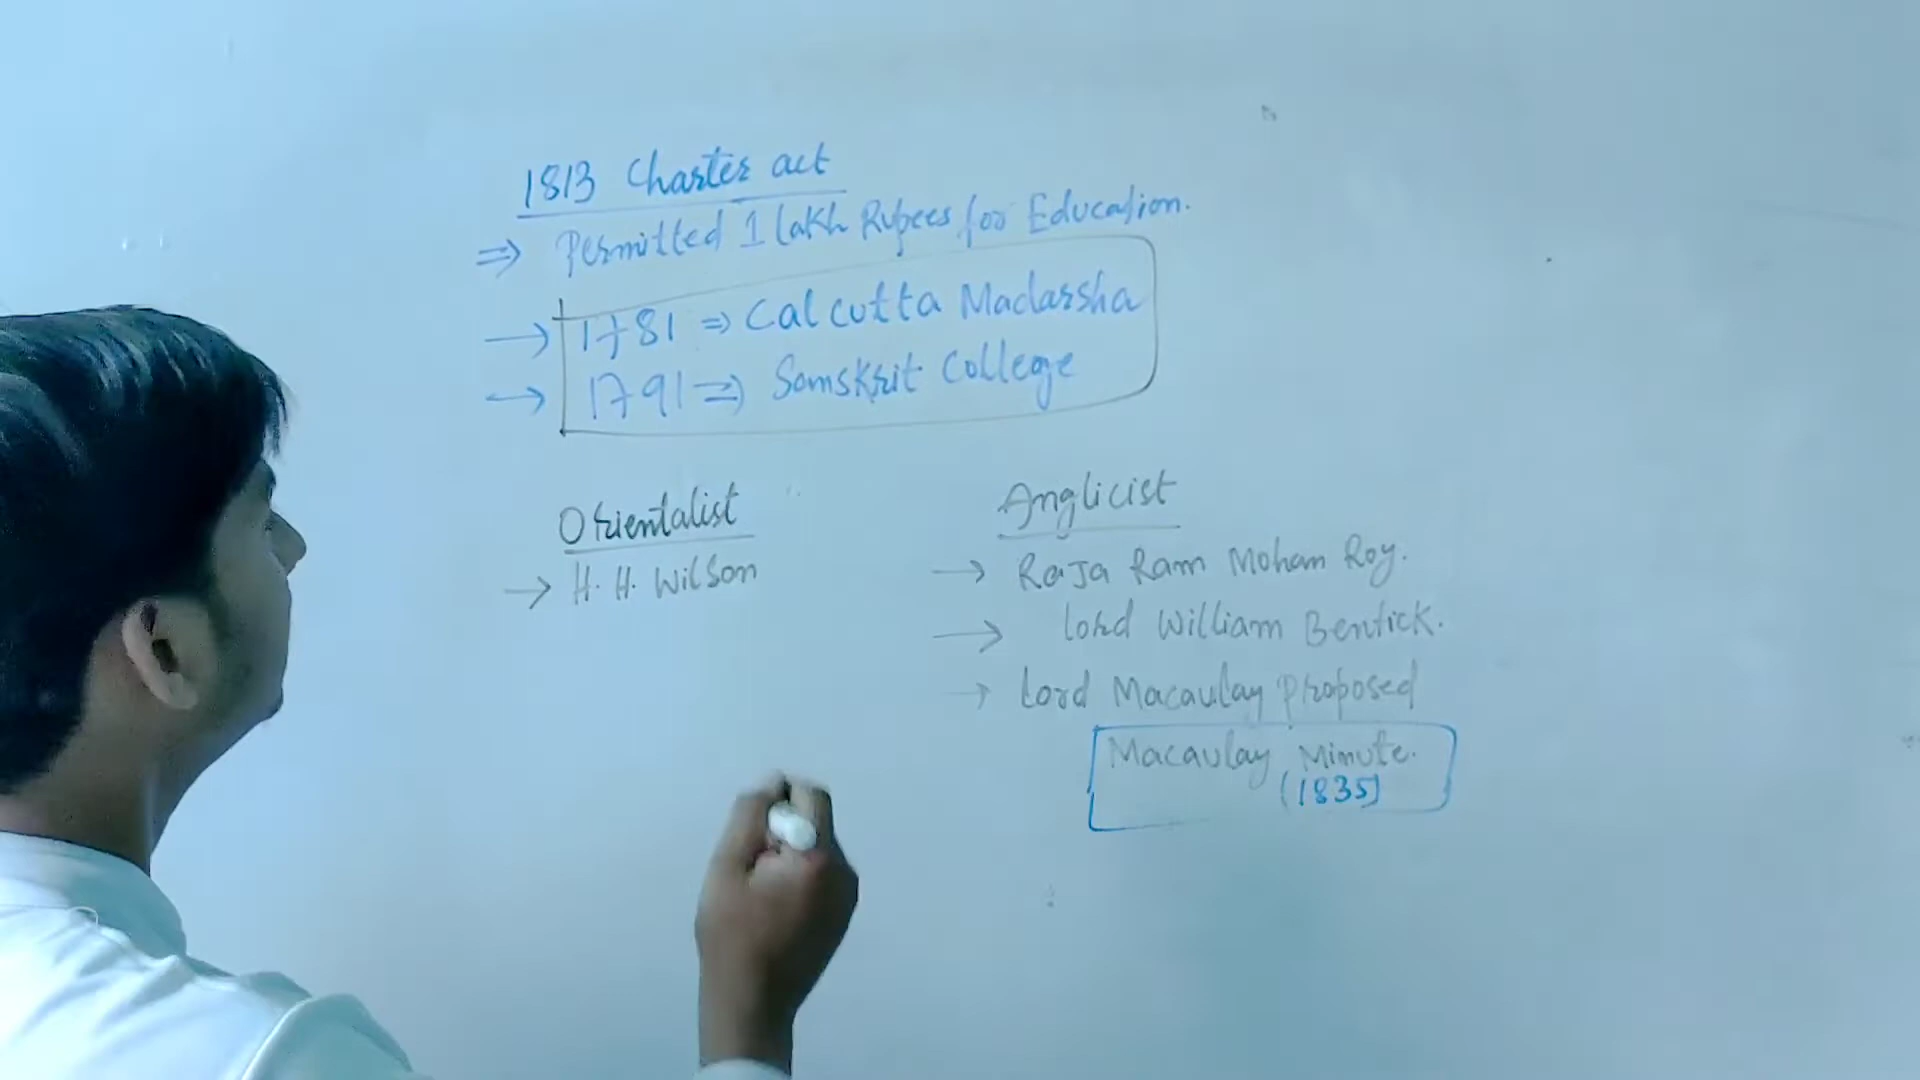 1813 Charter act
⇒ Permitted 1 lakh Rupees for Education.
→ 1781 ⇒ Calcutta Madarsha
→ 1791 ⇒ Somskrit College
Orientalist
→ H. H. Wilson
Anglicist
→ Raja Ram Mohan Roy.
→ lord William Bentick.
→ Lord Macaulay proposed
Macaulay Minute.
(1835)